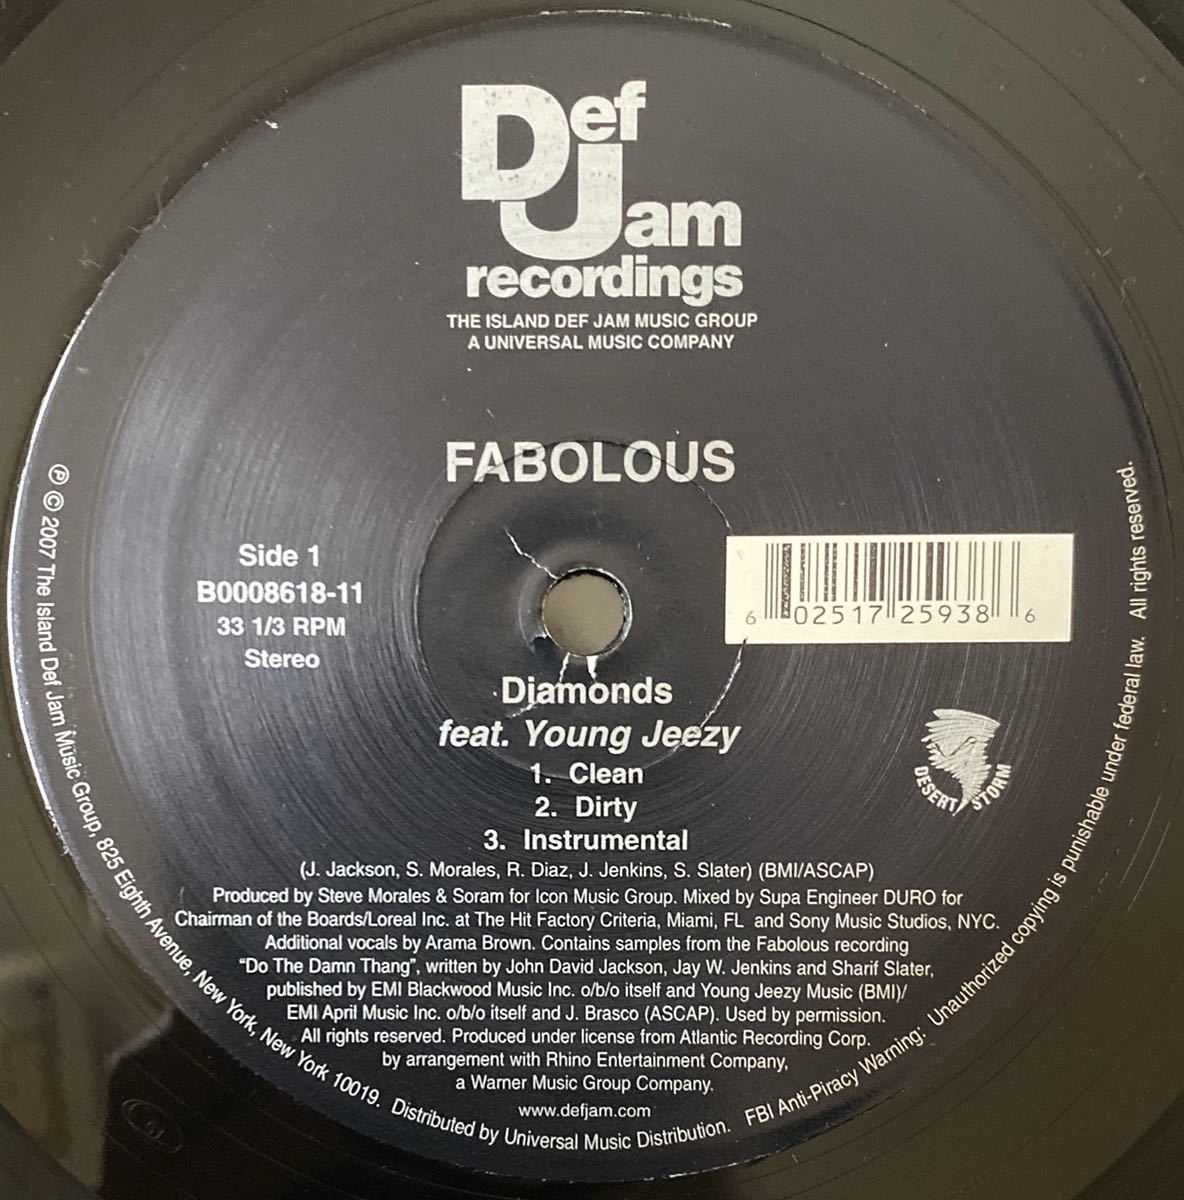 Def
Jam
recordings
THE ISLAND DEF JAM MUSIC GROUP
A UNIVERSAL MUSIC COMPANY
FABOLOUS
Side 1
B0008618-11
33 1/3 RPM
Stereo
6 02517 25938 6
Diamonds
feat. Young Jeezy
1. Clean
2. Dirty
3. Instrumental
DESERT STORM
(J. Jackson, S. Morales, R. Diaz, J. Jenkins, S. Slater) (BMI/ASCAP)
Produced by Steve Morales & Soram for Icon Music Group. Mixed by Supa Engineer DURO for
Chairman of the Boards/Loreal Inc. at The Hit Factory Criteria, Miami, FL and Sony Music Studios, NYC.
Additional vocals by Arama Brown. Contains samples from the Fabolous recording
“Do The Damn Thang”, written by John David Jackson, Jay W. Jenkins and Sharif Slater,
published by EMI Blackwood Music Inc. o/b/o itself and Young Jeezy Music (BMI)/
EMI April Music Inc. o/b/o itself and J. Brasco (ASCAP). Used by permission.
All rights reserved. Produced under license from Atlantic Recording Corp.
by arrangement with Rhino Entertainment Company,
a Warner Music Group Company.
www.defjam.com
℗ © 2007 The Island Def Jam Music Group, 825 Eighth Avenue, New York, New York 10019. Distributed by Universal Music Distribution. FBI Anti-Piracy Warning: Unauthorized copying is punishable under federal law. All rights reserved.